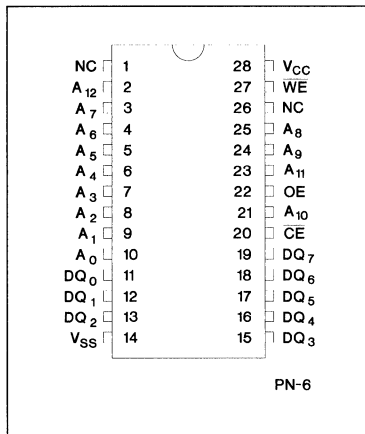 NC 1 28 VCC
A12 2 27 WE
A7 3 26 NC
A6 4 25 A8
A5 5 24 A9
A4 6 23 A11
A3 7 22 OE
A2 8 21 A10
A1 9 20 CE
A0 10 19 DQ7
DQ0 11 18 DQ6
DQ1 12 17 DQ5
DQ2 13 16 DQ4
VSS 14 15 DQ3
PN-6